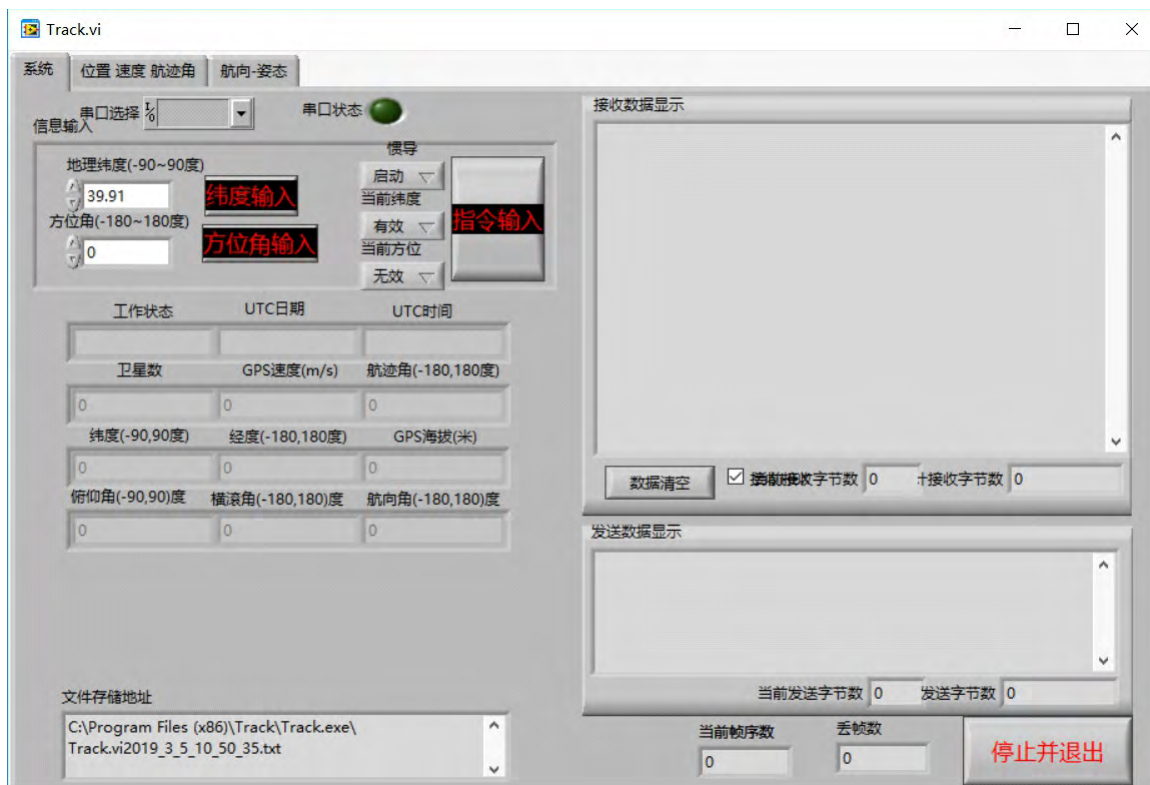 Track.vi
系统 位置 速度 航迹角 航向-姿态
串口选择 串口状态
信息输入
地理纬度(-90~90度)
39.91
纬度输入
方位角(-180~180度)
0
方位角输入
惯导
启动
当前纬度
有效
当前方位
无效
指令输入
工作状态 UTC日期 UTC时间
卫星数 GPS速度(m/s) 航迹角(-180,180度)
0 0 0
纬度(-90,90度) 经度(-180,180度) GPS海拔(米)
0 0 0
俯仰角(-90,90)度 横滚角(-180,180)度 航向角(-180,180)度
0 0 0
文件存储地址
C:\Program Files (x86)\Track\Track.exe\
Track.vi2019_3_5_10_50_35.txt
接收数据显示
数据清空 接收字节数 0 接收字节数 0
发送数据显示
当前发送字节数 0 发送字节数 0
当前帧序数 丢帧数
0 0
停止并退出